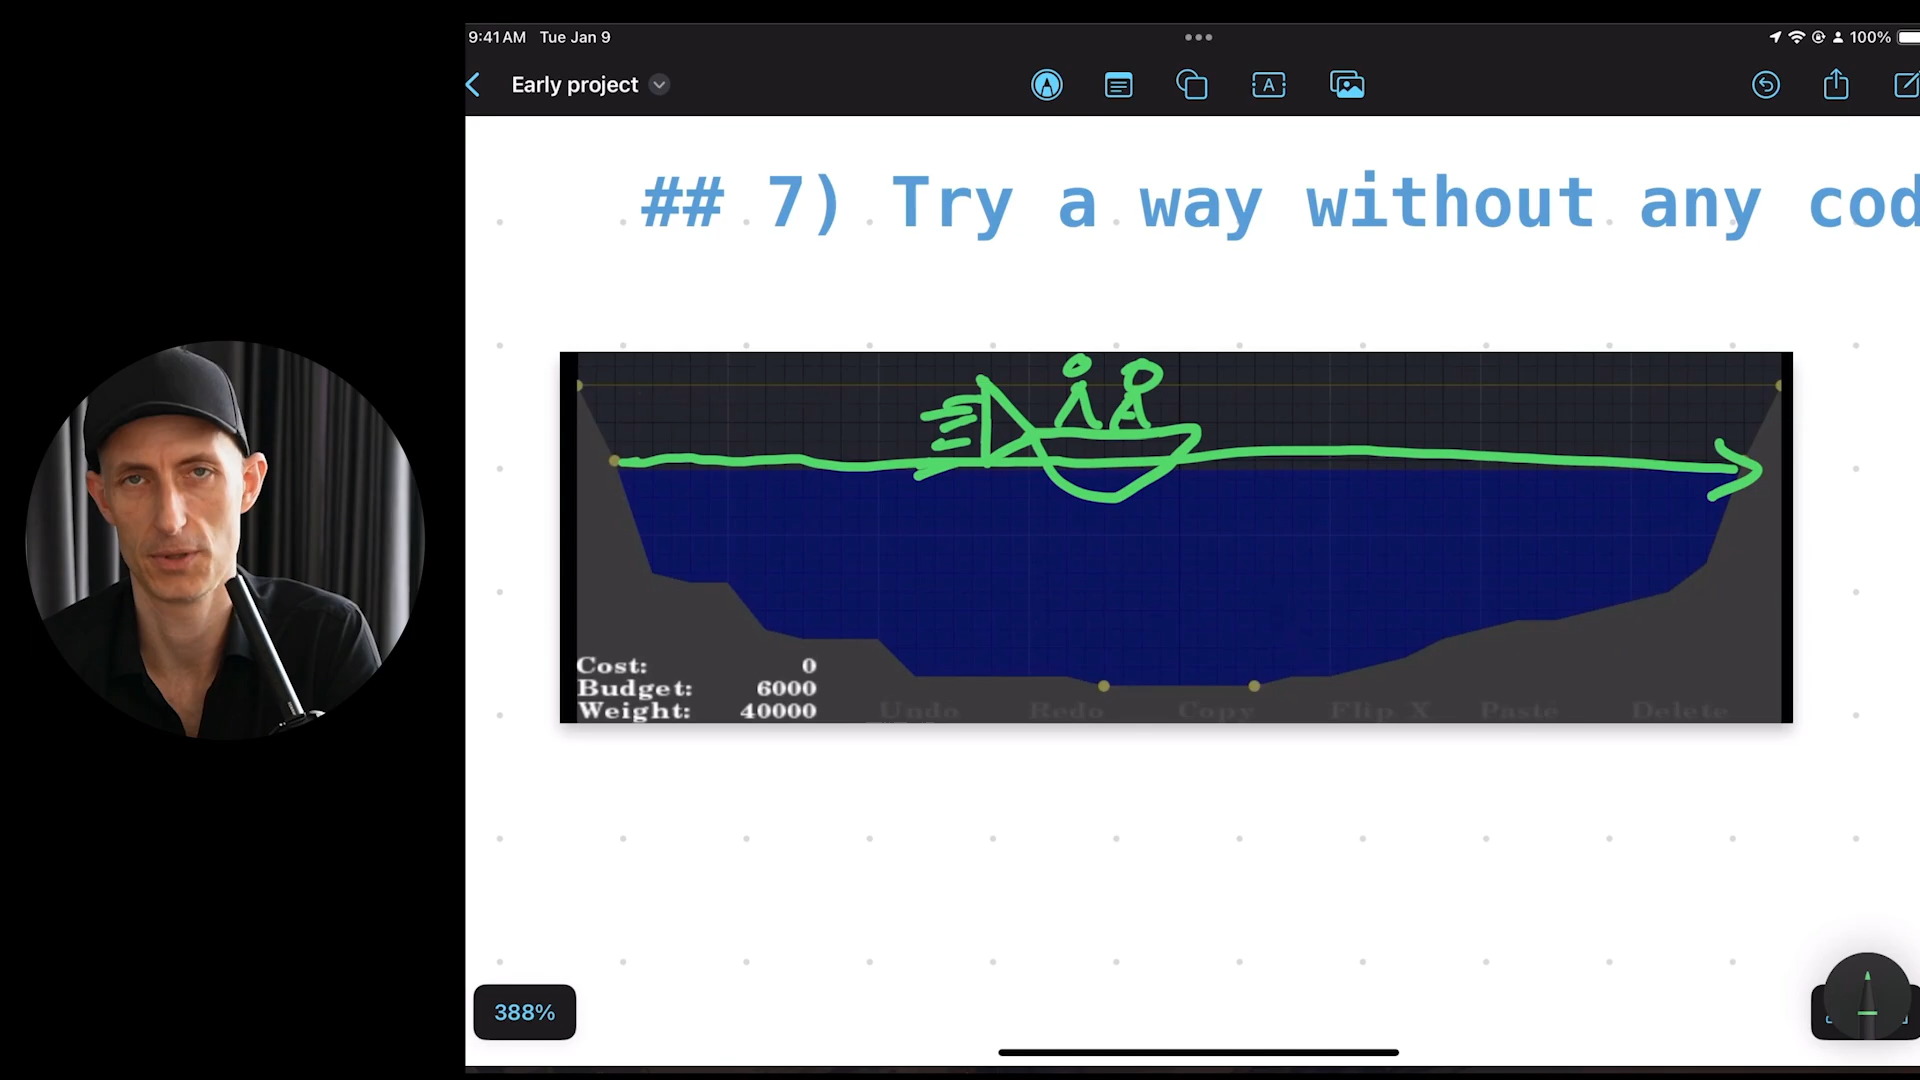 9:41 AM Tue Jan 9
100%
Early project
A
## 7) Try a way without any cod
Cost: 0
Budget: 6000
Weight: 40000
Undo Redo Copy Flip X Paste Delete
388%